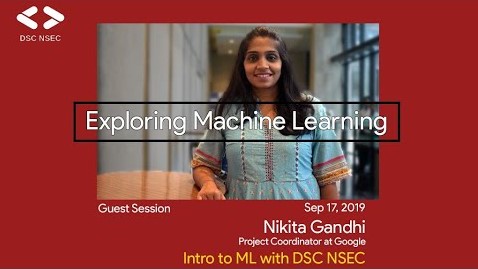 DSC NSEC
Exploring Machine Learning
Guest Session
Sep 17, 2019
Nikita Gandhi
Project Coordinator at Google
Intro to ML with DSC NSEC